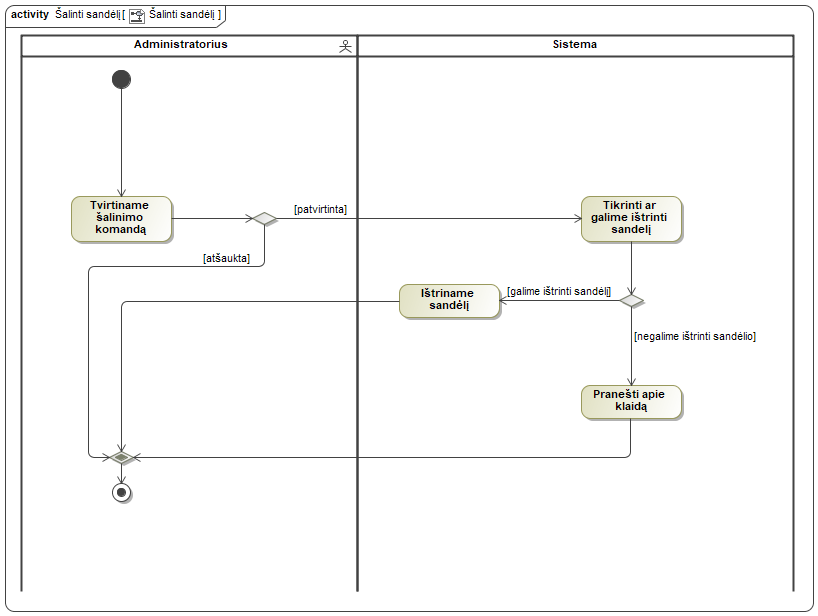 activity Šalinti sandėlį[ Šalinti sandėlį ]
Administratorius
Sistema
Tvirtiname
šalinimo
komandą
[patvirtinta]
Tikrinti ar
galime ištrinti
sandelį
[atšaukta]
Ištriname
sandėlį
[galime ištrinti sandėlį]
[negalime ištrinti sandėlio]
Pranešti apie
klaidą